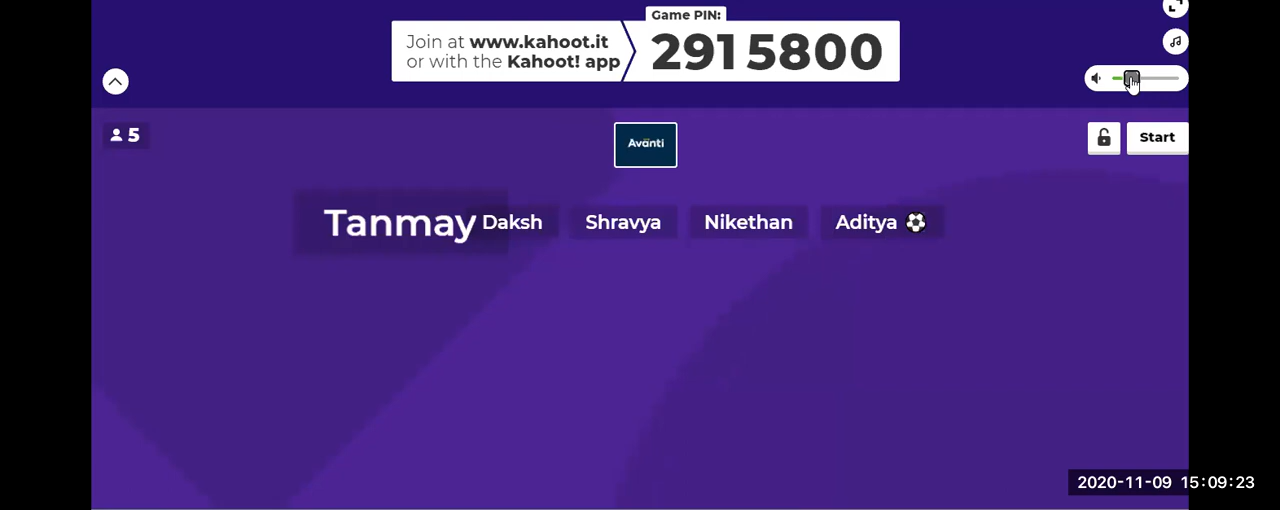 Game PIN:
Join at www.kahoot.it
or with the Kahoot! app
291 5800
5
Avanti
Start
Tanmay Daksh Shravya Nikethan Aditya ⚽
2020-11-09 15:09:23